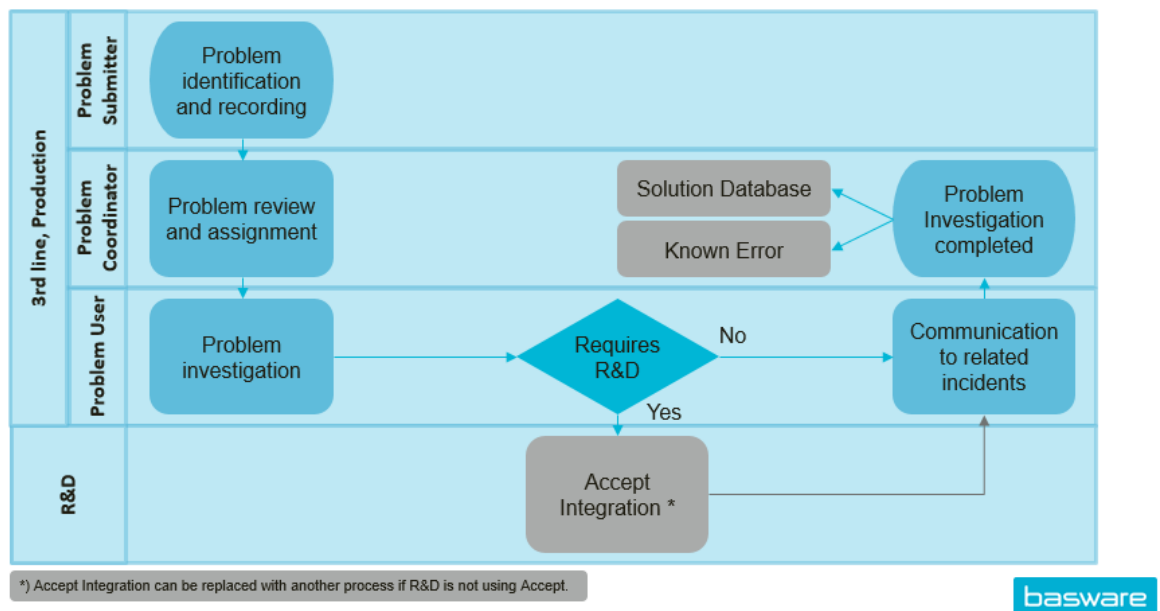 3rd line, Production
Problem
Submitter
Problem
identification
and recording
Problem
Coordinator
Problem review
and assignment
Solution Database
Known Error
Problem
Investigation
completed
Problem User
Problem
investigation
Requires
R&D
No
Yes
Communication
to related
incidents
R&D
Accept
Integration *
*) Accept Integration can be replaced with another process if R&D is not using Accept.
basware